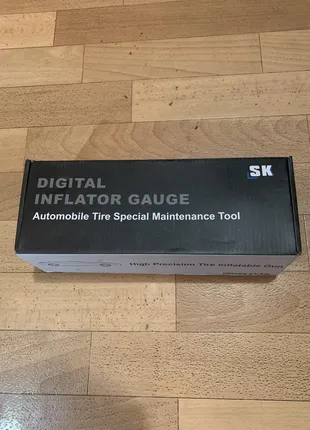 SK
DIGITAL
INFLATOR GAUGE
Automobile Tire Special Maintenance Tool
High Precision Tire Inflatable Gun